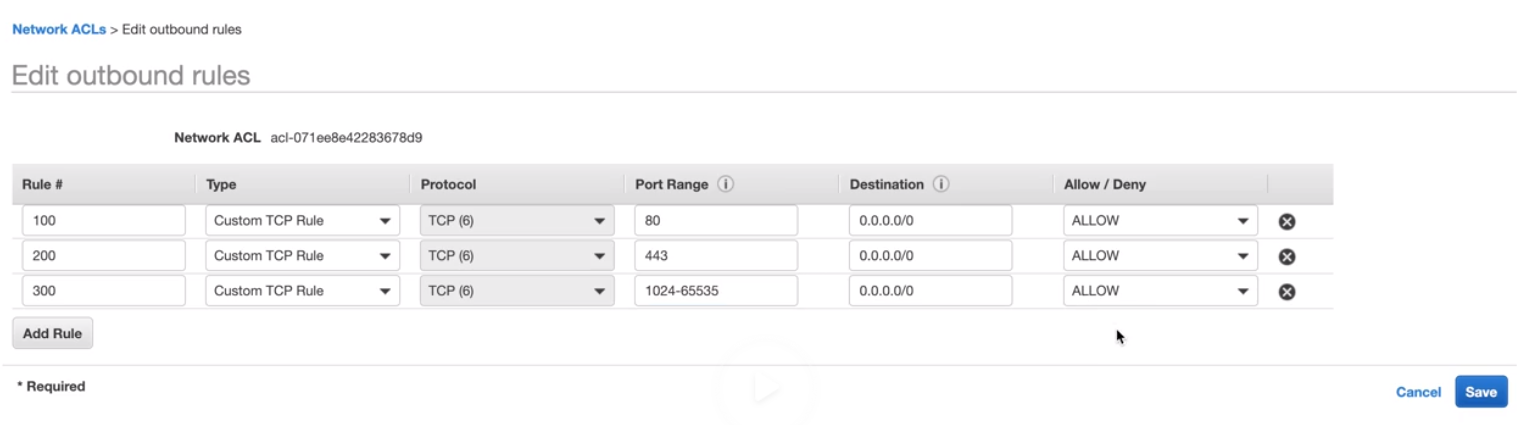 Network ACLs > Edit outbound rules
Edit outbound rules
Network ACL acl-071ee8e42283678d9
Rule # Type Protocol Port Range i Destination i Allow / Deny
100 Custom TCP Rule TCP (6) 80 0.0.0.0/0 ALLOW
200 Custom TCP Rule TCP (6) 443 0.0.0.0/0 ALLOW
300 Custom TCP Rule TCP (6) 1024-65535 0.0.0.0/0 ALLOW
Add Rule
* Required
Cancel Save